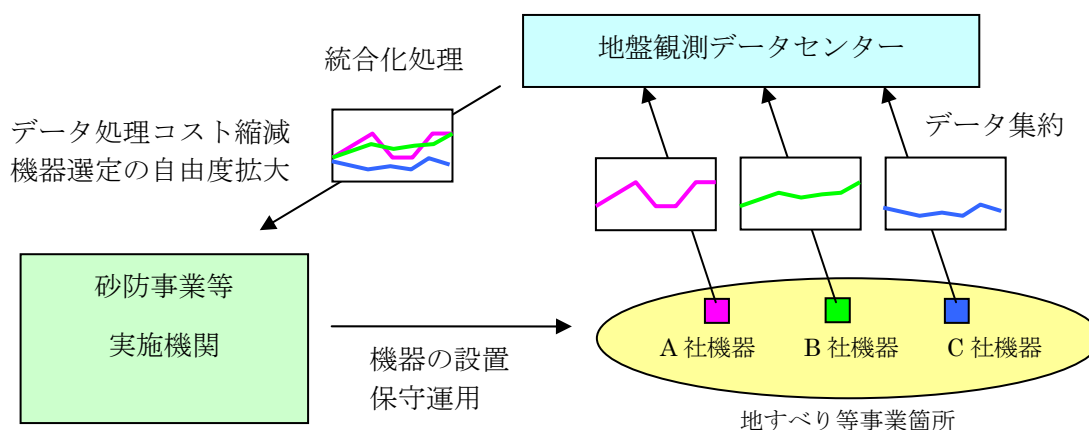 地盤観測データセンター
統合化処理
データ処理コスト縮減
機器選定の自由度拡大
データ集約
砂防事業等
実施機関
機器の設置
保守運用
A 社機器
B 社機器
C 社機器
地すべり等事業箇所